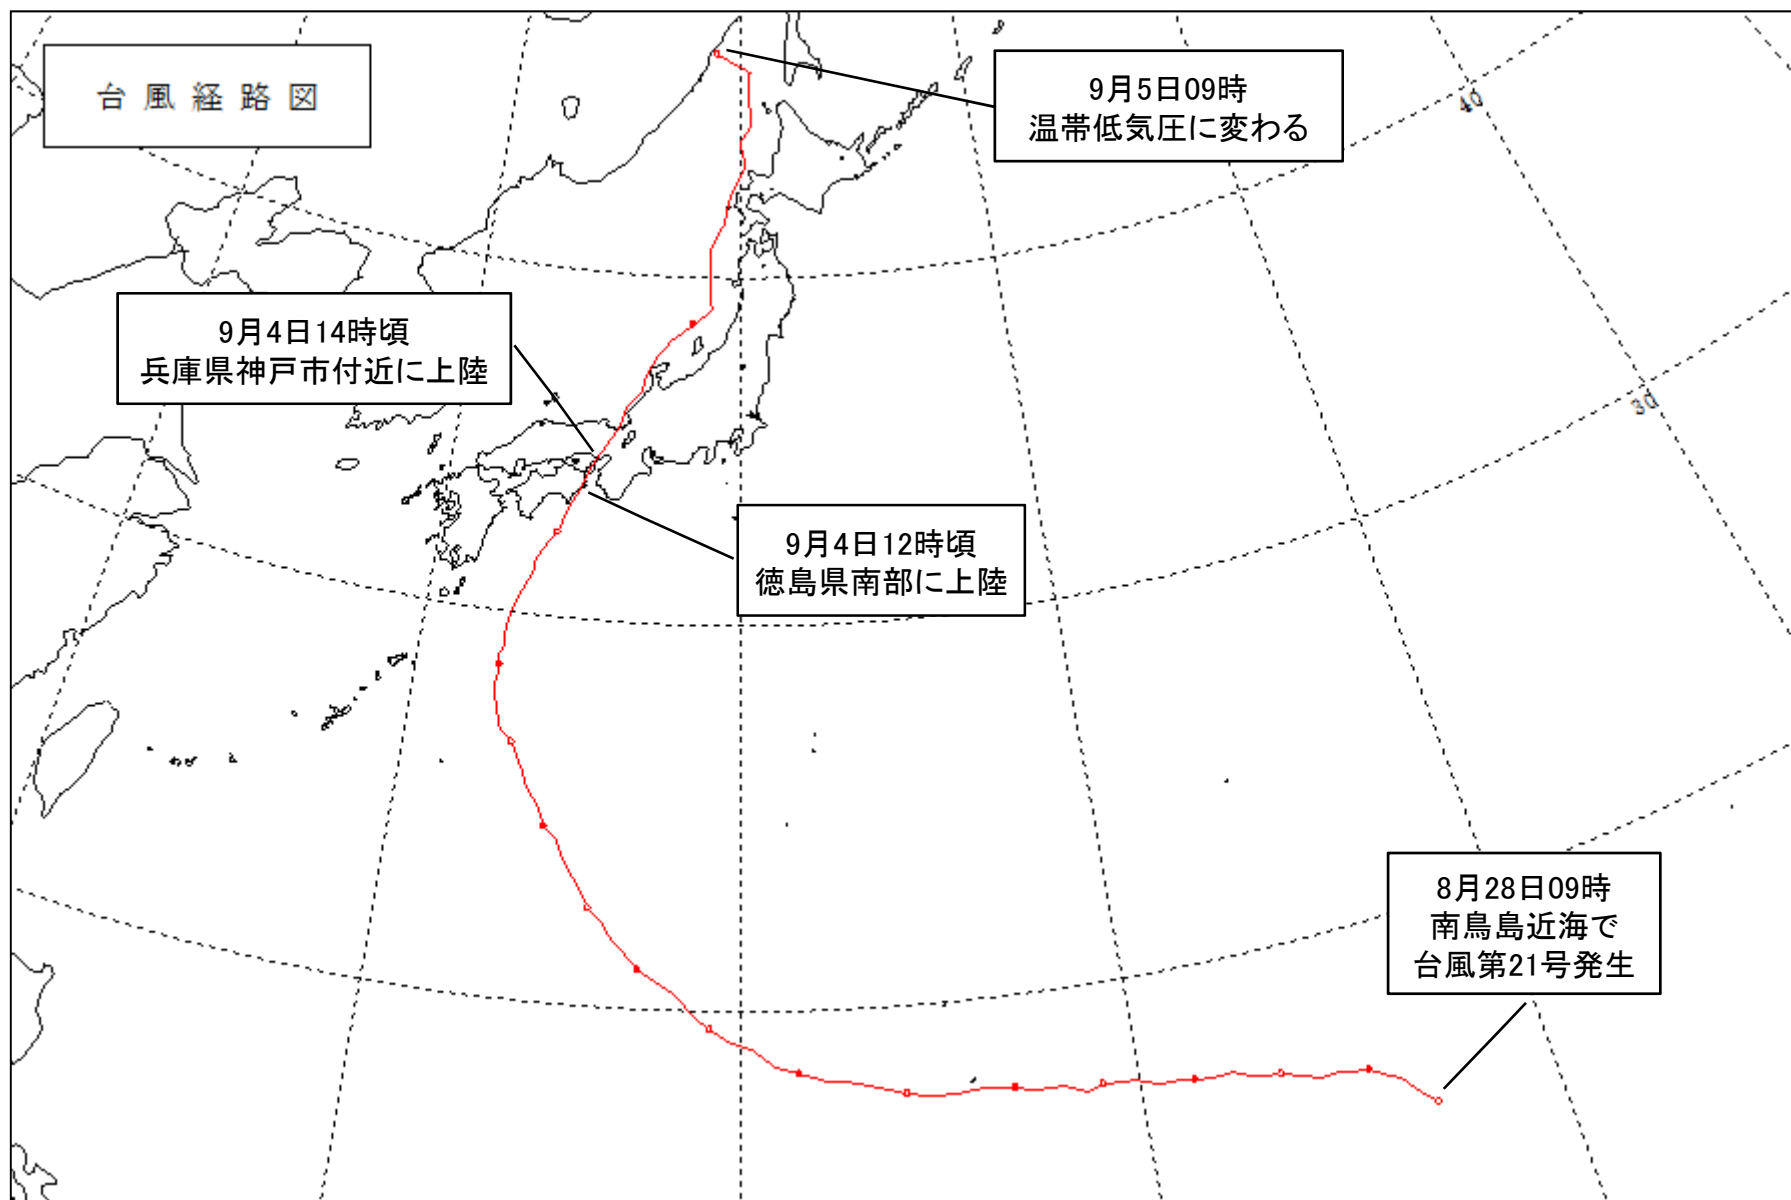 台風経路図
9月5日09時
温帯低気圧に変わる
40
9月4日14時頃
兵庫県神戸市付近に上陸
30
9月4日12時頃
徳島県南部に上陸
8月28日09時
南鳥島近海で
台風第21号発生